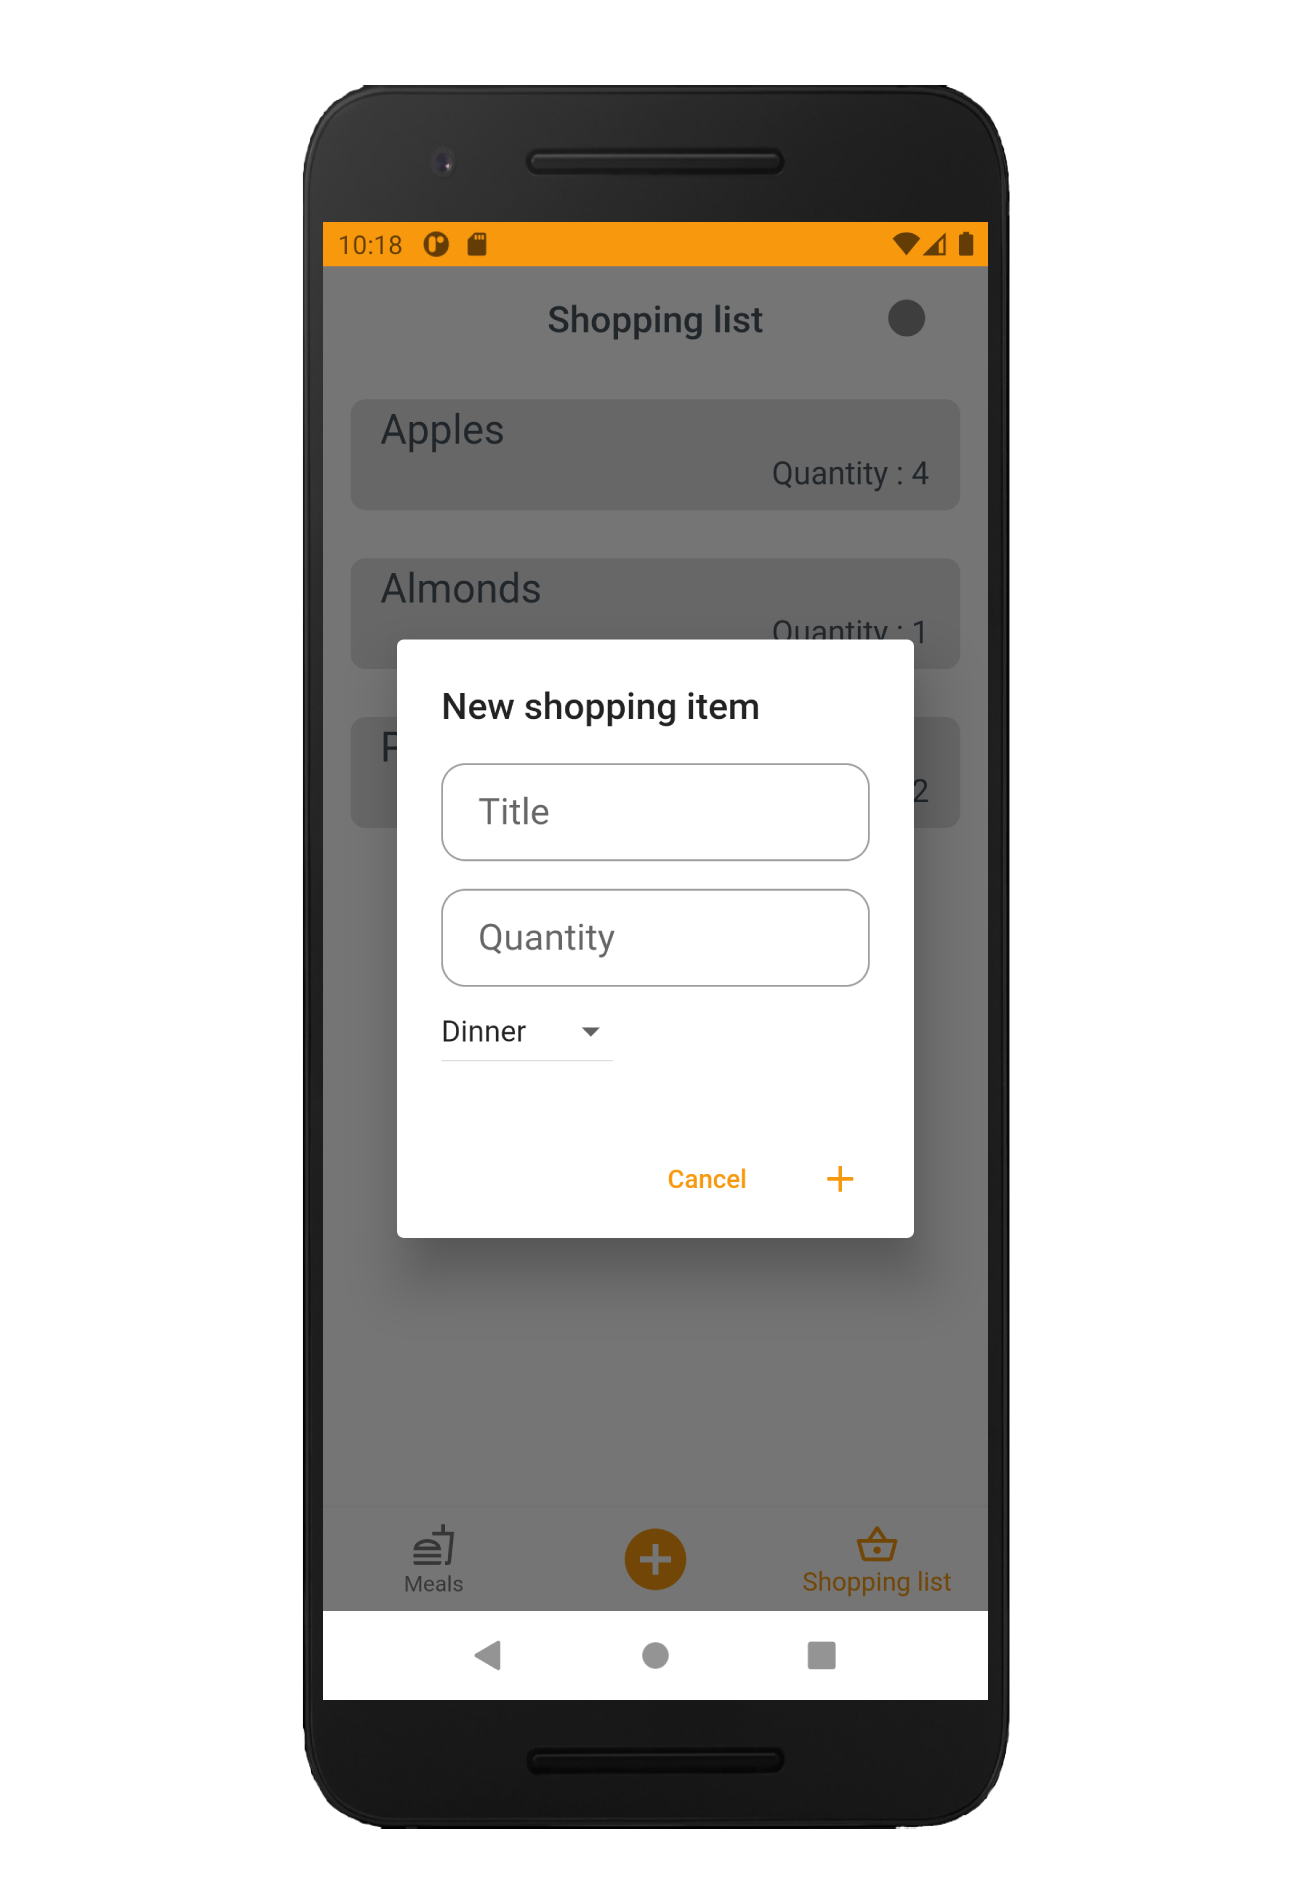 10:18
Shopping list
Apples
Quantity : 4
Almonds
Quantity : 1
2
New shopping item
Title
Quantity
Dinner
Cancel
Meals
Shopping list